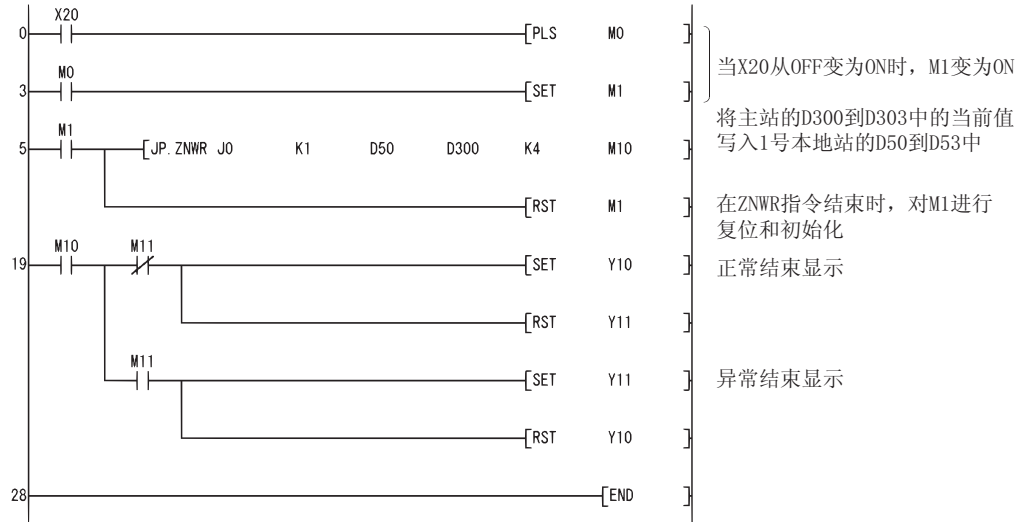 X20
0 [PLS M0 ]
M0
3 [SET M1 ]
当X20从OFF变为ON时，M1变为ON
M1
5 [JP.ZNWR J0 K1 D50 D300 K4 M10 ]
将主站的D300到D303中的当前值
写入1号本地站的D50到D53中
[RST M1 ]
在ZNWR指令结束时，对M1进行
复位和初始化
M10 M11
19 [SET Y10 ]
正常结束显示
[RST Y11 ]
M11
[SET Y11 ]
异常结束显示
[RST Y10 ]
28 [END ]